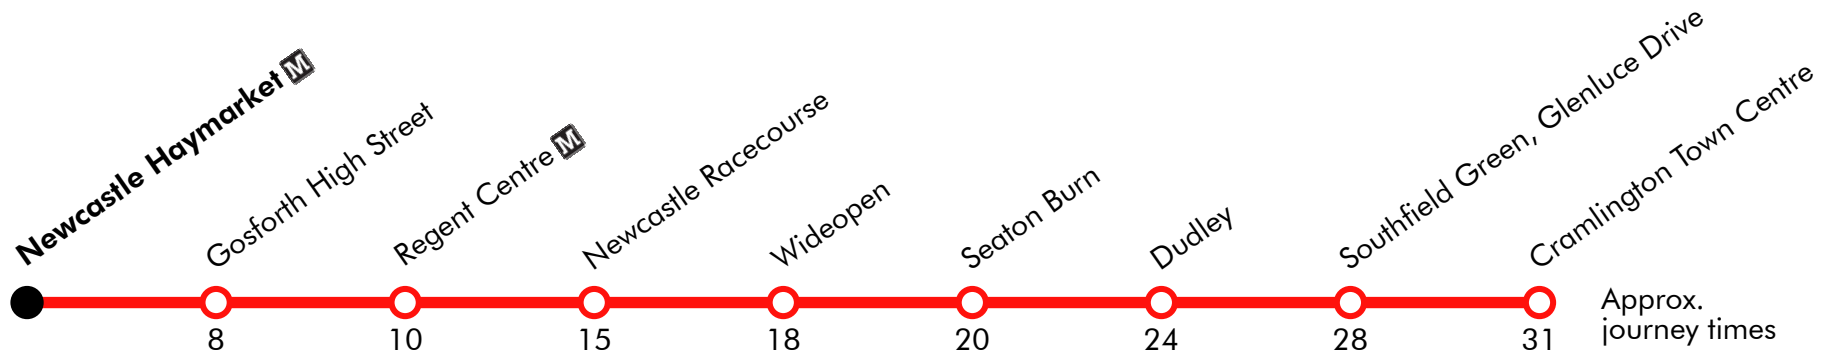 Newcastle Haymarket M
Gosforth High Street
Regent Centre M
Newcastle Racecourse
Wideopen
Seaton Burn
Dudley
Southfield Green, Glenluce Drive
Cramlington Town Centre
8 10 15 18 20 24 28 31
Approx.
journey times